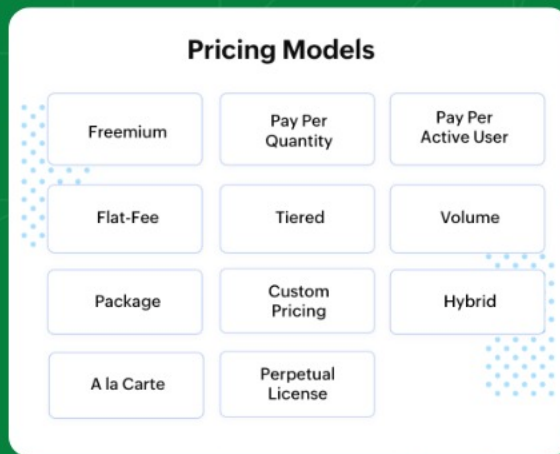 Pricing Models
Freemium
Pay Per
Quantity
Pay Per
Active User
Flat-Fee
Tiered
Volume
Package
Custom
Pricing
Hybrid
A la Carte
Perpetual
License